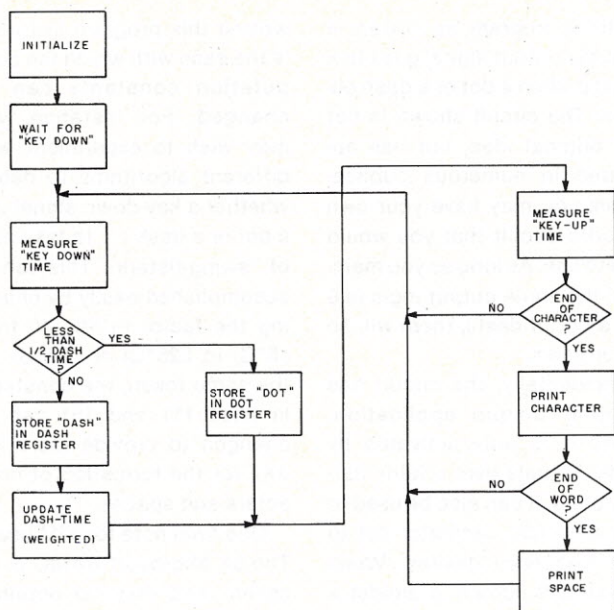 INITIALIZE
WAIT FOR
"KEY DOWN"
MEASURE
"KEY DOWN"
TIME
LESS
THAN
1/2 DASH
TIME
?
YES
NO
STORE "DASH"
IN DASH
REGISTER
STORE "DOT"
IN DOT
REGISTER
UPDATE
DASH-TIME
(WEIGHTED)
MEASURE
"KEY-UP"
TIME
END
OF
CHARACTER
?
NO
YES
PRINT
CHARACTER
END
OF
WORD
?
NO
YES
PRINT
SPACE